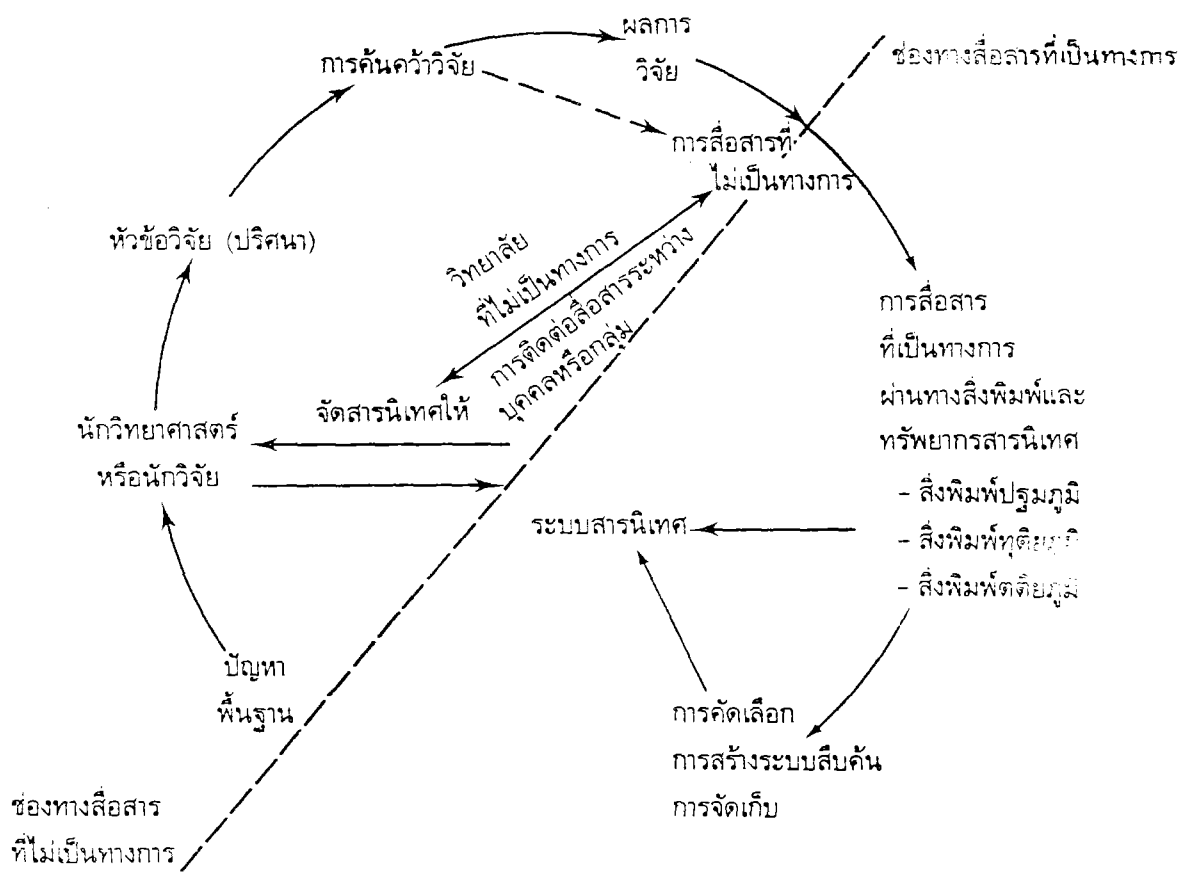 ผลการ
วิจัย
ช่องทางสื่อสารที่เป็นทางการ
การค้นคว้าวิจัย
การสื่อสารที่
ไม่เป็นทางการ
หัวข้อวิจัย (ปริศนา)
วิทยาลัย
ที่ไม่เป็นทางการ
การติดต่อสื่อสารระหว่าง
บุคคลหรือกลุ่ม
จัดสารนิเทศให้
นักวิทยาศาสตร์
หรือนักวิจัย
การสื่อสาร
ที่เป็นทางการ
ผ่านทางสิ่งพิมพ์และ
ทรัพยากรสารนิเทศ
- สิ่งพิมพ์ปฐมภูมิ
- สิ่งพิมพ์ทุติยภูมิ
- สิ่งพิมพ์ตติยภูมิ
ระบบสารนิเทศ
ปัญหา
พื้นฐาน
การคัดเลือก
การสร้างระบบสืบค้น
การจัดเก็บ
ช่องทางสื่อสาร
ที่ไม่เป็นทางการ